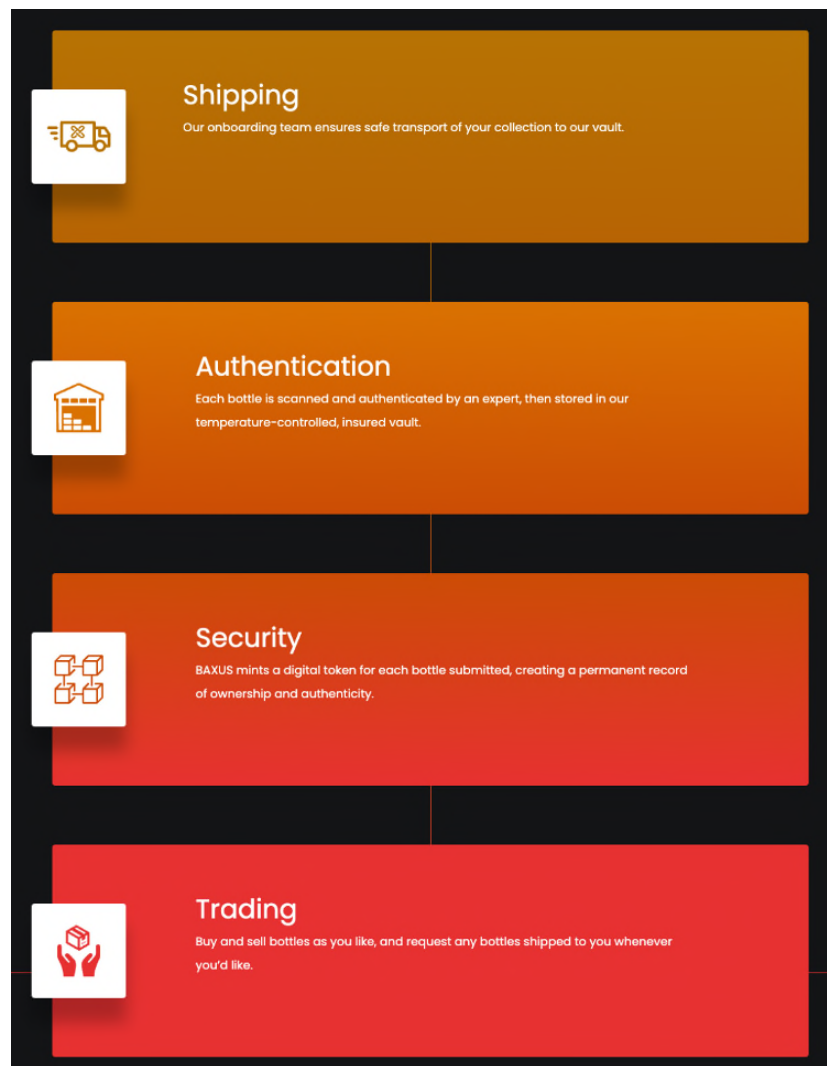 Shipping
Our onboarding team ensures safe transport of your collection to our vault.
Authentication
Each bottle is scanned and authenticated by an expert, then stored in our
temperature-controlled, insured vault.
Security
BAXUS mints a digital token for each bottle submitted, creating a permanent record
of ownership and authenticity.
Trading
Buy and sell bottles as you like, and request any bottles shipped to you whenever
you'd like.